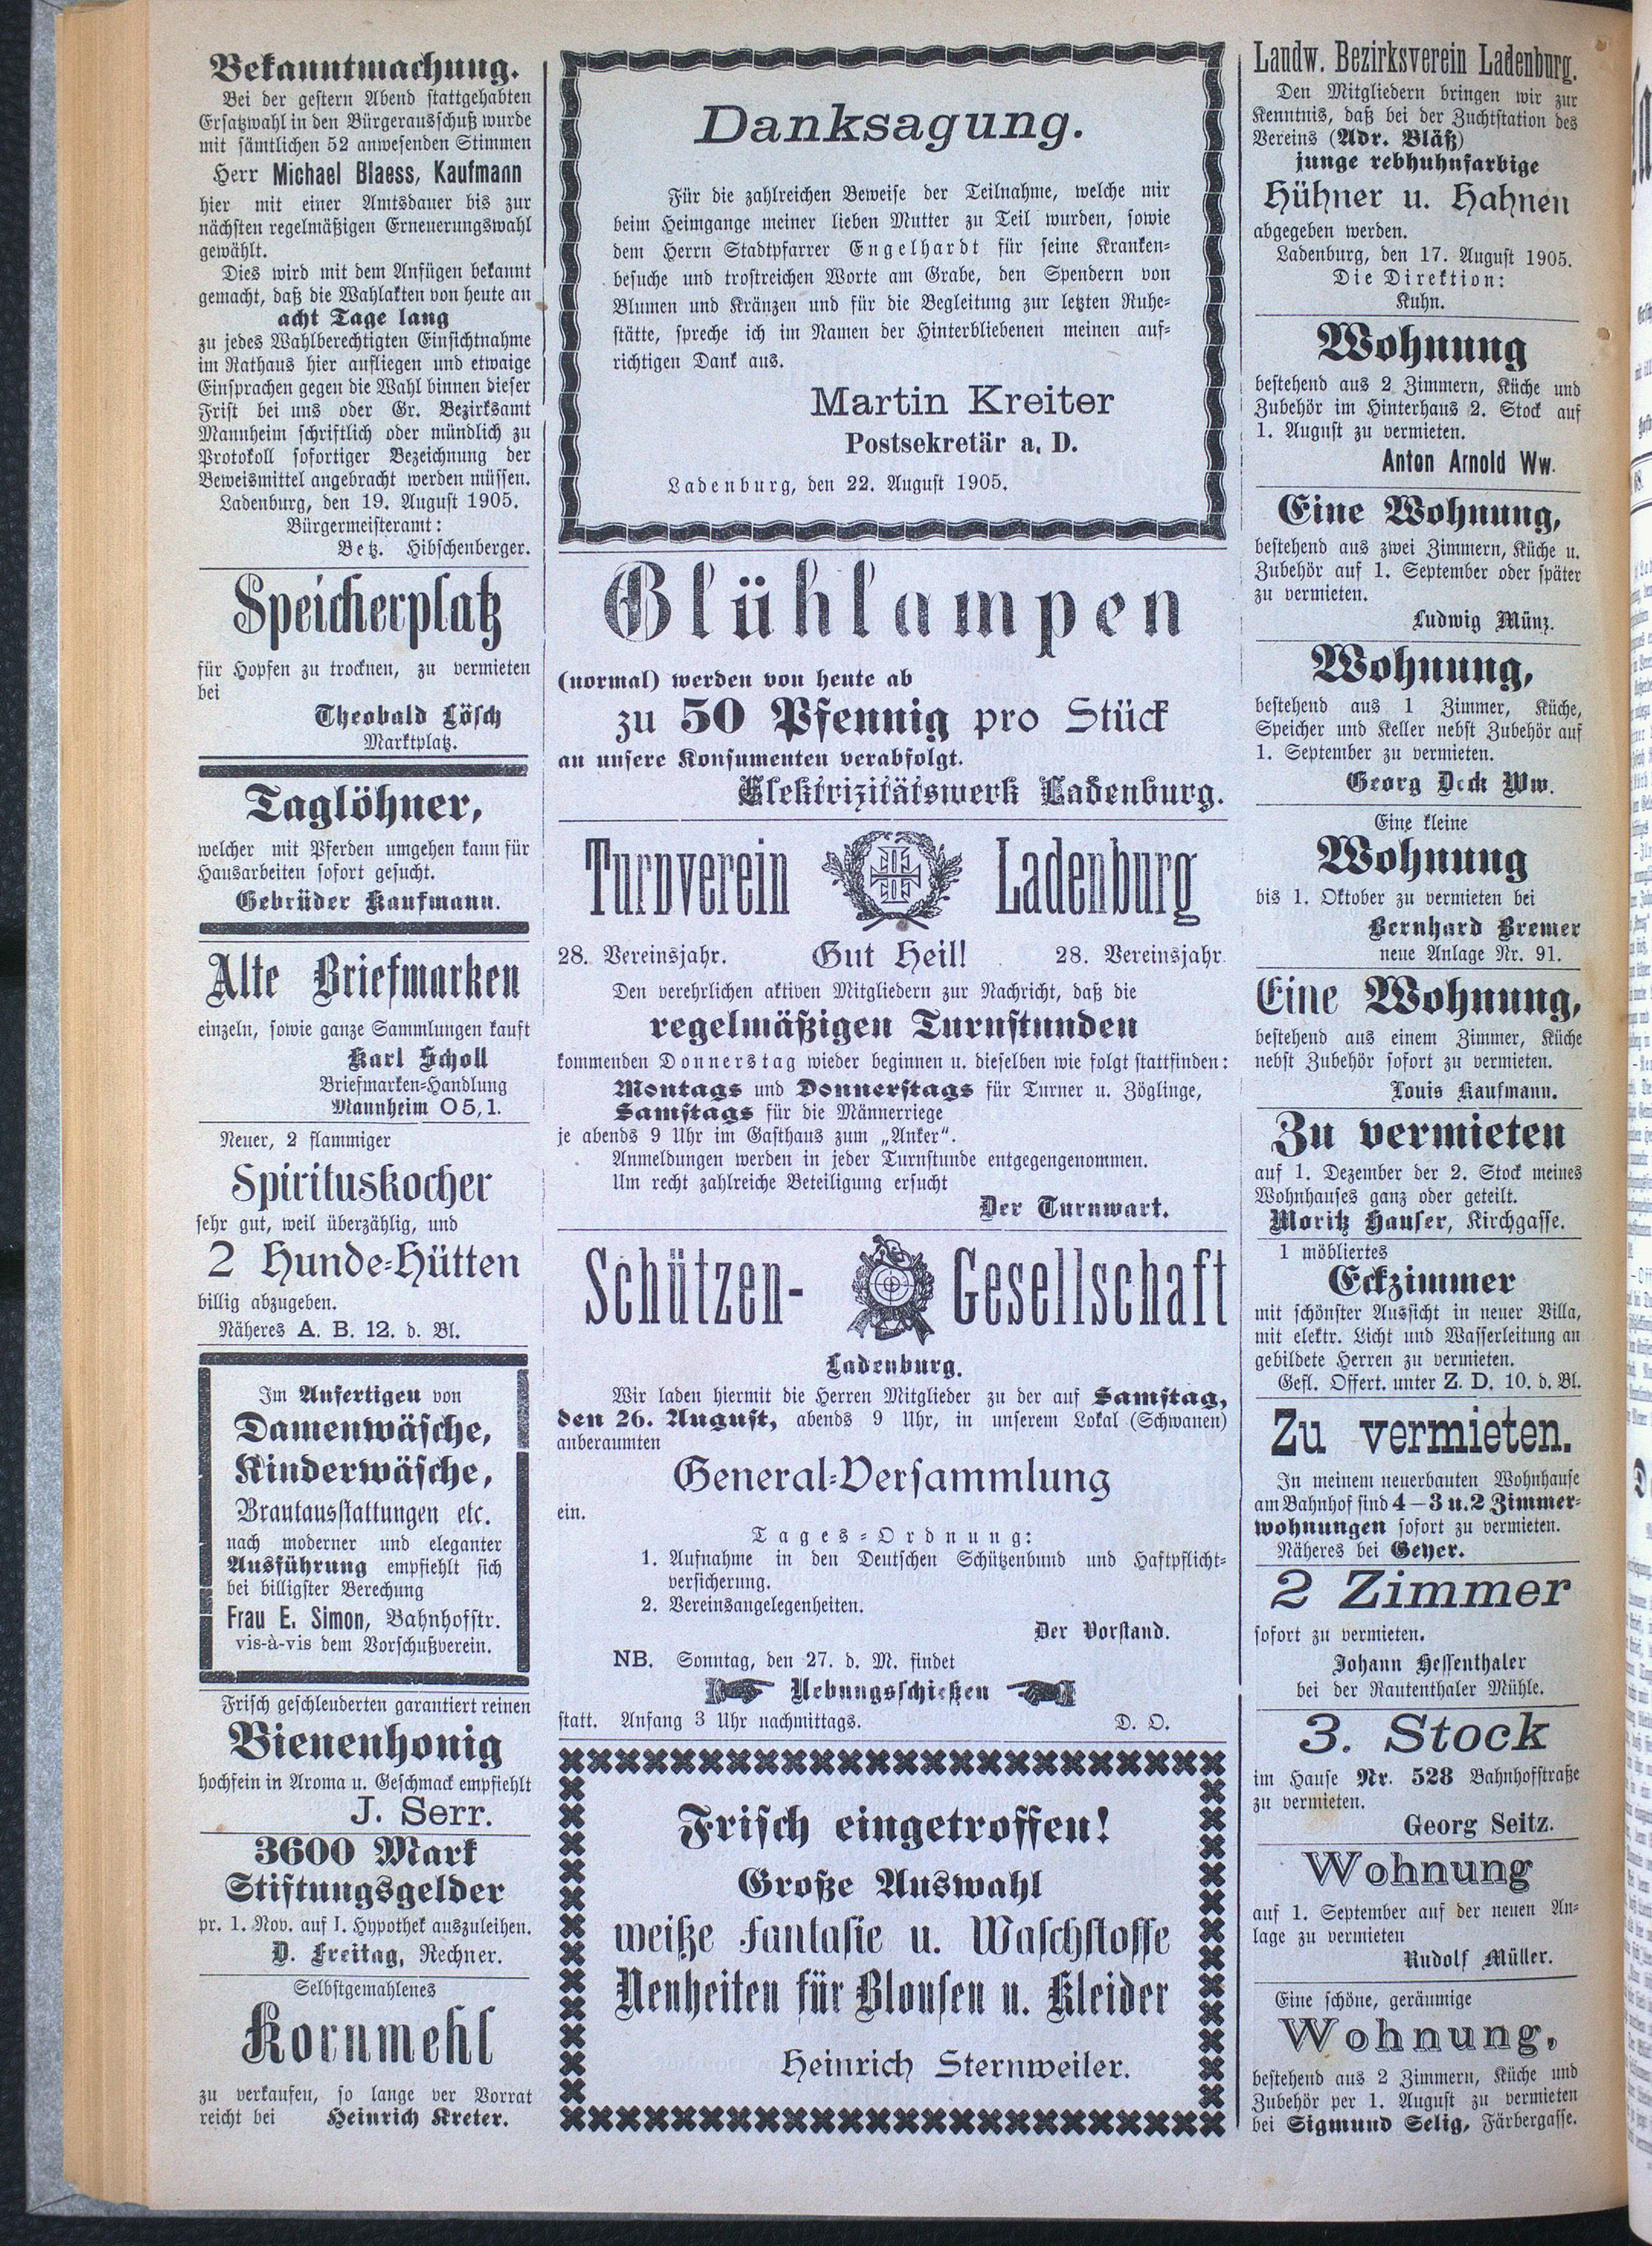 Bekanntmachung.
Bei der gestern Abend stattgehabten
Ersatzwahl in den Bürgerausschuß wurde
mit sämtlichen 52 anwesenden Stimmen
Herr Michael Blaess, Kaufmann
hier mit einer Amtsdauer bis zur
nächsten regelmäßigen Erneuerungswahl
gewählt.
Dies wird mit dem Anfügen bekannt
gemacht, daß die Wahlakten von heute an
acht Tage lang
zu jedes Wahlberechtigten Einsichtnahme
im Rathaus hier aufliegen und etwaige
Einsprachen gegen die Wahl binnen dieser
Frist bei uns oder Gr. Bezirksamt
Mannheim schriftlich oder mündlich zu
Protokoll sofortiger Bezeichnung der
Beweismittel angebracht werden müssen.
Ladenburg, den 19. August 1905.
Bürgermeisteramt:
Betz. Hibschenberger.
Speicherplatz
für Hopfen zu trocknen, zu vermieten
bei
Theobald Lösch
Marktplatz.
Taglöhner,
welcher mit Pferden umgehen kann für
Hausarbeiten sofort gesucht.
Gebrüder Kaufmann.
Alte Briefmarken
einzeln, sowie ganze Sammlungen kauft
Karl Scholl
Briefmarken-Handlung
Mannheim O 5, 1.
Neuer, 2 flammiger
Spirituskocher
sehr gut, weil überzählig, und
2 Hunde-Hütten
billig abzugeben.
Näheres A. B. 12. d. Bl.
Im Anfertigen von
Damenwäsche,
Kinderwäsche,
Brautausstattungen etc.
nach moderner und eleganter
Ausführung empfiehlt sich
bei billigster Berechung
Frau E. Simon, Bahnhofstr.
vis-à-vis dem Vorschußverein.
Frisch geschleuderten garantiert reinen
Bienenhonig
hochfein in Aroma u. Geschmack empfiehlt
J. Serr.
3600 Mark
Stiftungsgelder
pr. 1. Nov. auf I. Hypothek auszuleihen.
D. Freitag, Rechner.
Selbstgemahlenes
Kornmehl
zu verkaufen, so lange der Vorrat
reicht bei Heinrich Kreter.
Danksagung.
Für die zahlreichen Beweise der Teilnahme, welche mir
beim Heimgange meiner lieben Mutter zu Teil wurden, sowie
dem Herrn Stadtpfarrer Engelhardt für seine Kranken-
besuche und trostreichen Worte am Grabe, den Spendern von
Blumen und Kränzen und für die Begleitung zur letzten Ruhe-
stätte, spreche ich im Namen der Hinterbliebenen meinen auf-
richtigen Dank aus.
Martin Kreiter
Postsekretär a. D.
Ladenburg, den 22. August 1905.
Glühlampen
(normal) werden von heute ab
zu 50 Pfennig pro Stück
an unsere Konsumenten verabfolgt.
Elektrizitätswerk Ladenburg.
Turnverein Ladenburg
28. Vereinsjahr. Gut Heil! 28. Vereinsjahr.
Den verehrlichen aktiven Mitgliedern zur Nachricht, daß die
regelmäßigen Turnstunden
kommenden Donnerstag wieder beginnen u. dieselben wie folgt stattfinden:
Montags und Donnerstags für Turner u. Zöglinge,
Samstags für die Männerriege
je abends 9 Uhr im Gasthaus zum „Anker“.
Anmeldungen werden in jeder Turnstunde entgegengenommen.
Um recht zahlreiche Beteiligung ersucht
Der Turnwart.
Schützen-Gesellschaft
Ladenburg.
Wir laden hiermit die Herren Mitglieder zu der auf Samstag,
den 26. August, abends 9 Uhr, in unserem Lokal (Schwanen)
anberaumten
General-Versammlung
ein.
Tages-Ordnung:
1. Aufnahme in den Deutschen Schützenbund und Haftpflicht-
versicherung.
2. Vereinsangelegenheiten.
Der Vorstand.
NB. Sonntag, den 27. d. M. findet
Uebungsschießen
statt. Anfang 3 Uhr nachmittags. D. O.
Frisch eingetroffen!
Große Auswahl
weiße Fantasie u. Waschstoffe
Neuheiten für Blousen u. Kleider
Heinrich Sternweiler.
Landw. Bezirksverein Ladenburg.
Den Mitgliedern bringen wir zur
Kenntnis, daß bei der Zuchtstation des
Vereins (Adr. Bläß)
junge rebhuhnfarbige
Hühner u. Hahnen
abgegeben werden.
Ladenburg, den 17. August 1905.
Die Direktion:
Kuhn.
Wohnung
bestehend aus 2 Zimmern, Küche und
Zubehör im Hinterhaus 2. Stock auf
1. August zu vermieten.
Anton Arnold Ww.
Eine Wohnung,
bestehend aus zwei Zimmern, Küche u.
Zubehör auf 1. September oder später
zu vermieten.
Ludwig Münz.
Wohnung,
bestehend aus 1 Zimmer, Küche,
Speicher und Keller nebst Zubehör auf
1. September zu vermieten.
Georg Deck Ww.
Eine kleine
Wohnung
bis 1. Oktober zu vermieten bei
Bernhard Bremer
neue Anlage Nr. 91.
Eine Wohnung,
bestehend aus einem Zimmer, Küche
nebst Zubehör sofort zu vermieten.
Louis Kaufmann.
Zu vermieten
auf 1. Dezember der 2. Stock meines
Wohnhauses ganz oder geteilt.
Moritz Hauser, Kirchgasse.
1 möbliertes
Eckzimmer
mit schönster Aussicht in neuer Villa,
mit elektr. Licht und Wasserleitung an
gebildete Herren zu vermieten.
Gefl. Offert. unter Z. D. 10. d. Bl.
Zu vermieten.
In meinem neuerbauten Wohnhause
am Bahnhof sind 4 – 3 u. 2 Zimmer-
wohnungen sofort zu vermieten.
Näheres bei Geyer.
2 Zimmer
sofort zu vermieten.
Johann Hessenthaler
bei der Rautenthaler Mühle.
3. Stock
im Hause Nr. 528 Bahnhofstraße
zu vermieten.
Georg Seitz.
Wohnung
auf 1. September auf der neuen An-
lage zu vermieten
Rudolf Müller.
Eine schöne, geräumige
Wohnung,
bestehend aus 2 Zimmern, Küche und
Zubehör per 1. August zu vermieten
bei Sigmund Selig, Färbergasse.